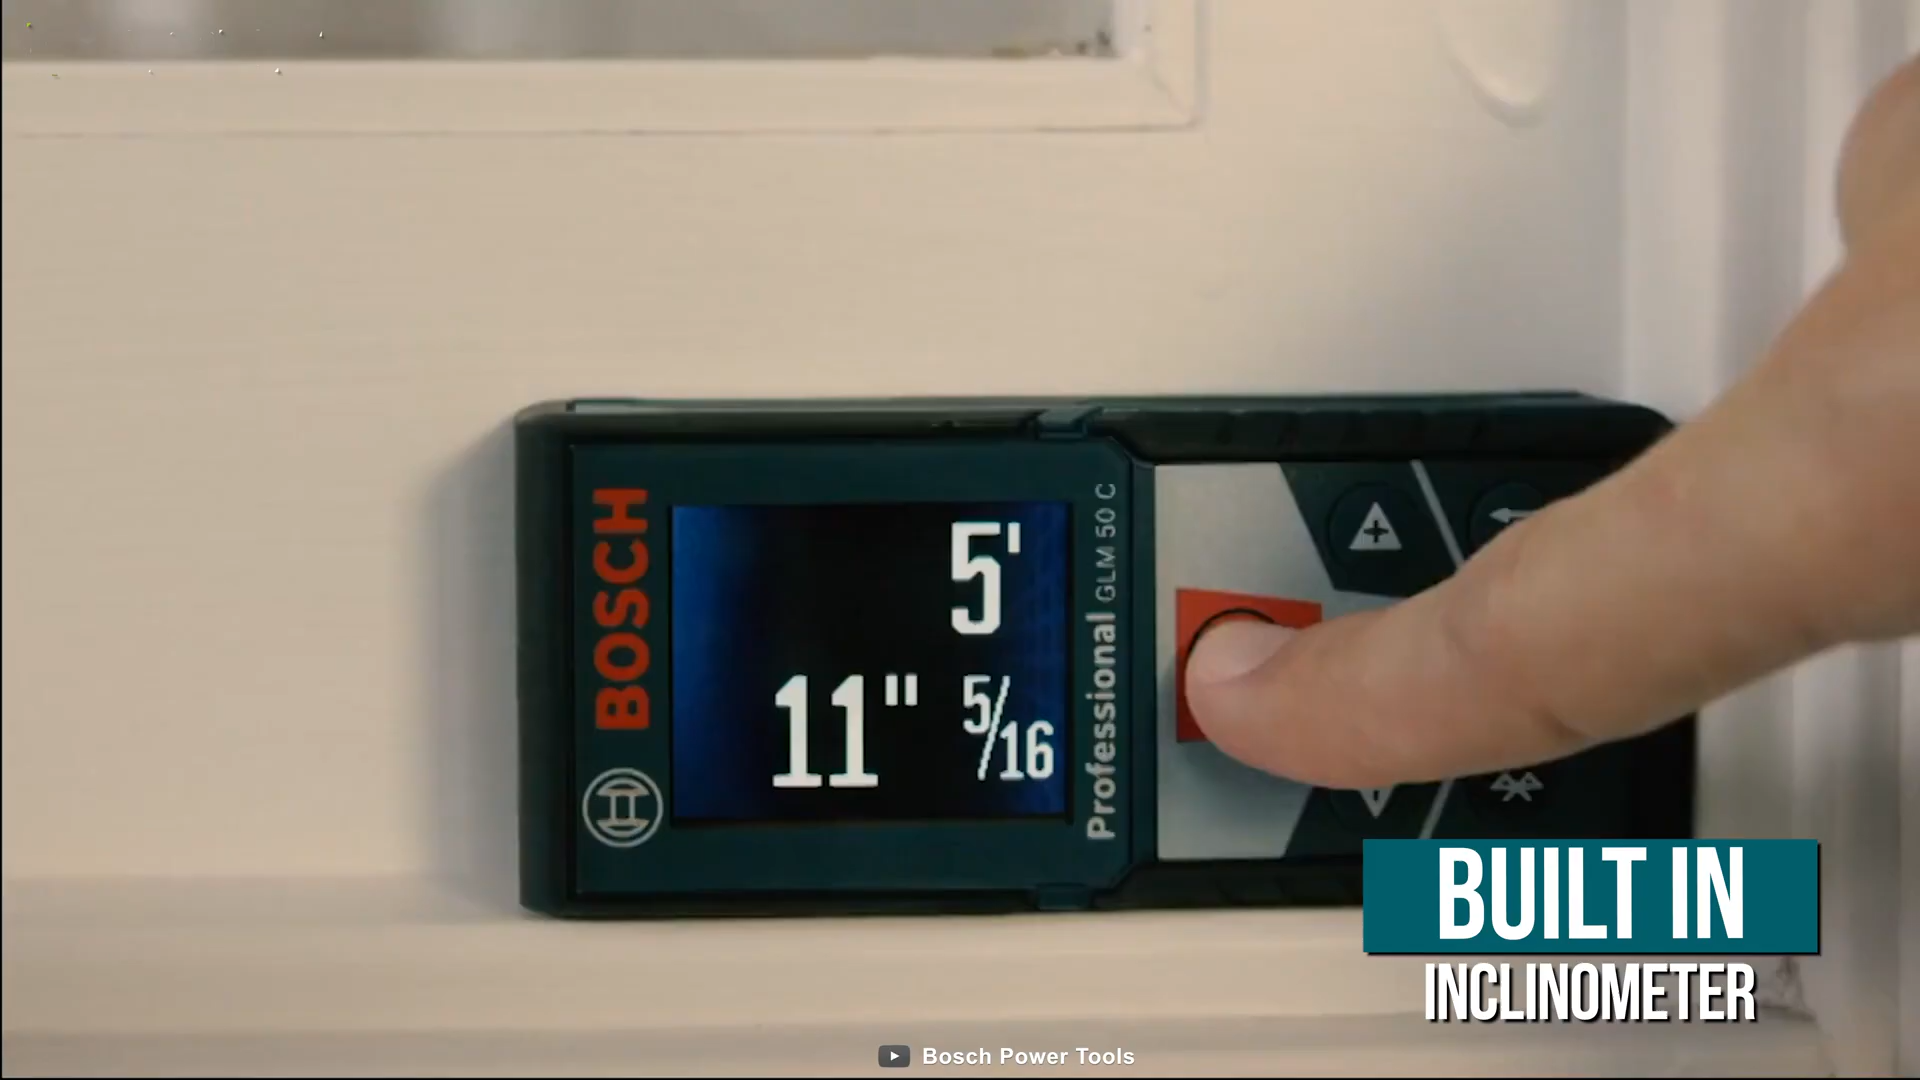 BOSCH
5'
11" 5/16
Professional GLM 50 C
BUILT IN
INCLINOMETER
Bosch Power Tools